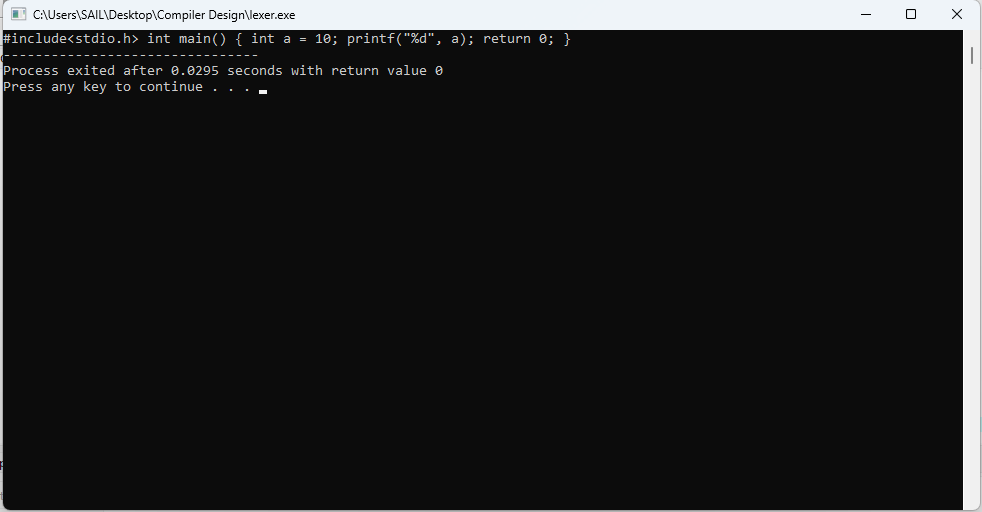 C:\Users\SAIL\Desktop\Compiler Design\lexer.exe
#include<stdio.h> int main() { int a = 10; printf("%d", a); return 0; }
--------------------------------
Process exited after 0.0295 seconds with return value 0
Press any key to continue . . .